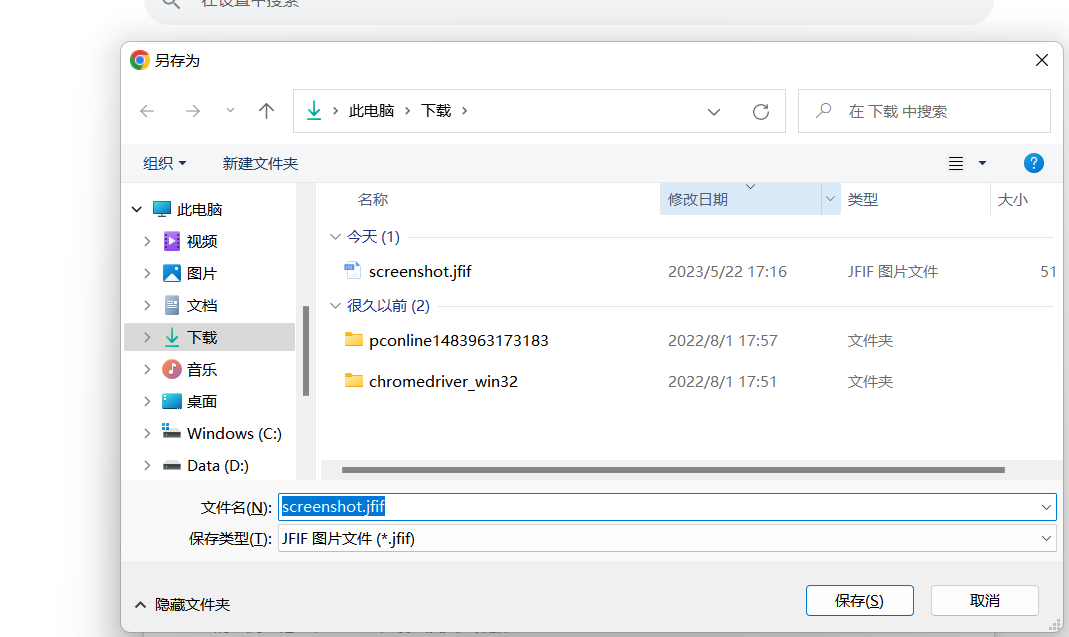 在设置中搜索
另存为
此电脑 下载
在 下载 中搜索
组织 新建文件夹
名称 修改日期 类型 大小
此电脑
视频
图片
文档
下载
音乐
桌面
Windows (C:)
Data (D:)
今天 (1)
screenshot.jfif 2023/5/22 17:16 JFIF 图片文件 51
很久以前 (2)
pconline1483963173183 2022/8/1 17:57 文件夹
chromedriver_win32 2022/8/1 17:51 文件夹
文件名(N): screenshot.jfif
保存类型(T): JFIF 图片文件 (*.jfif)
隐藏文件夹 保存(S) 取消